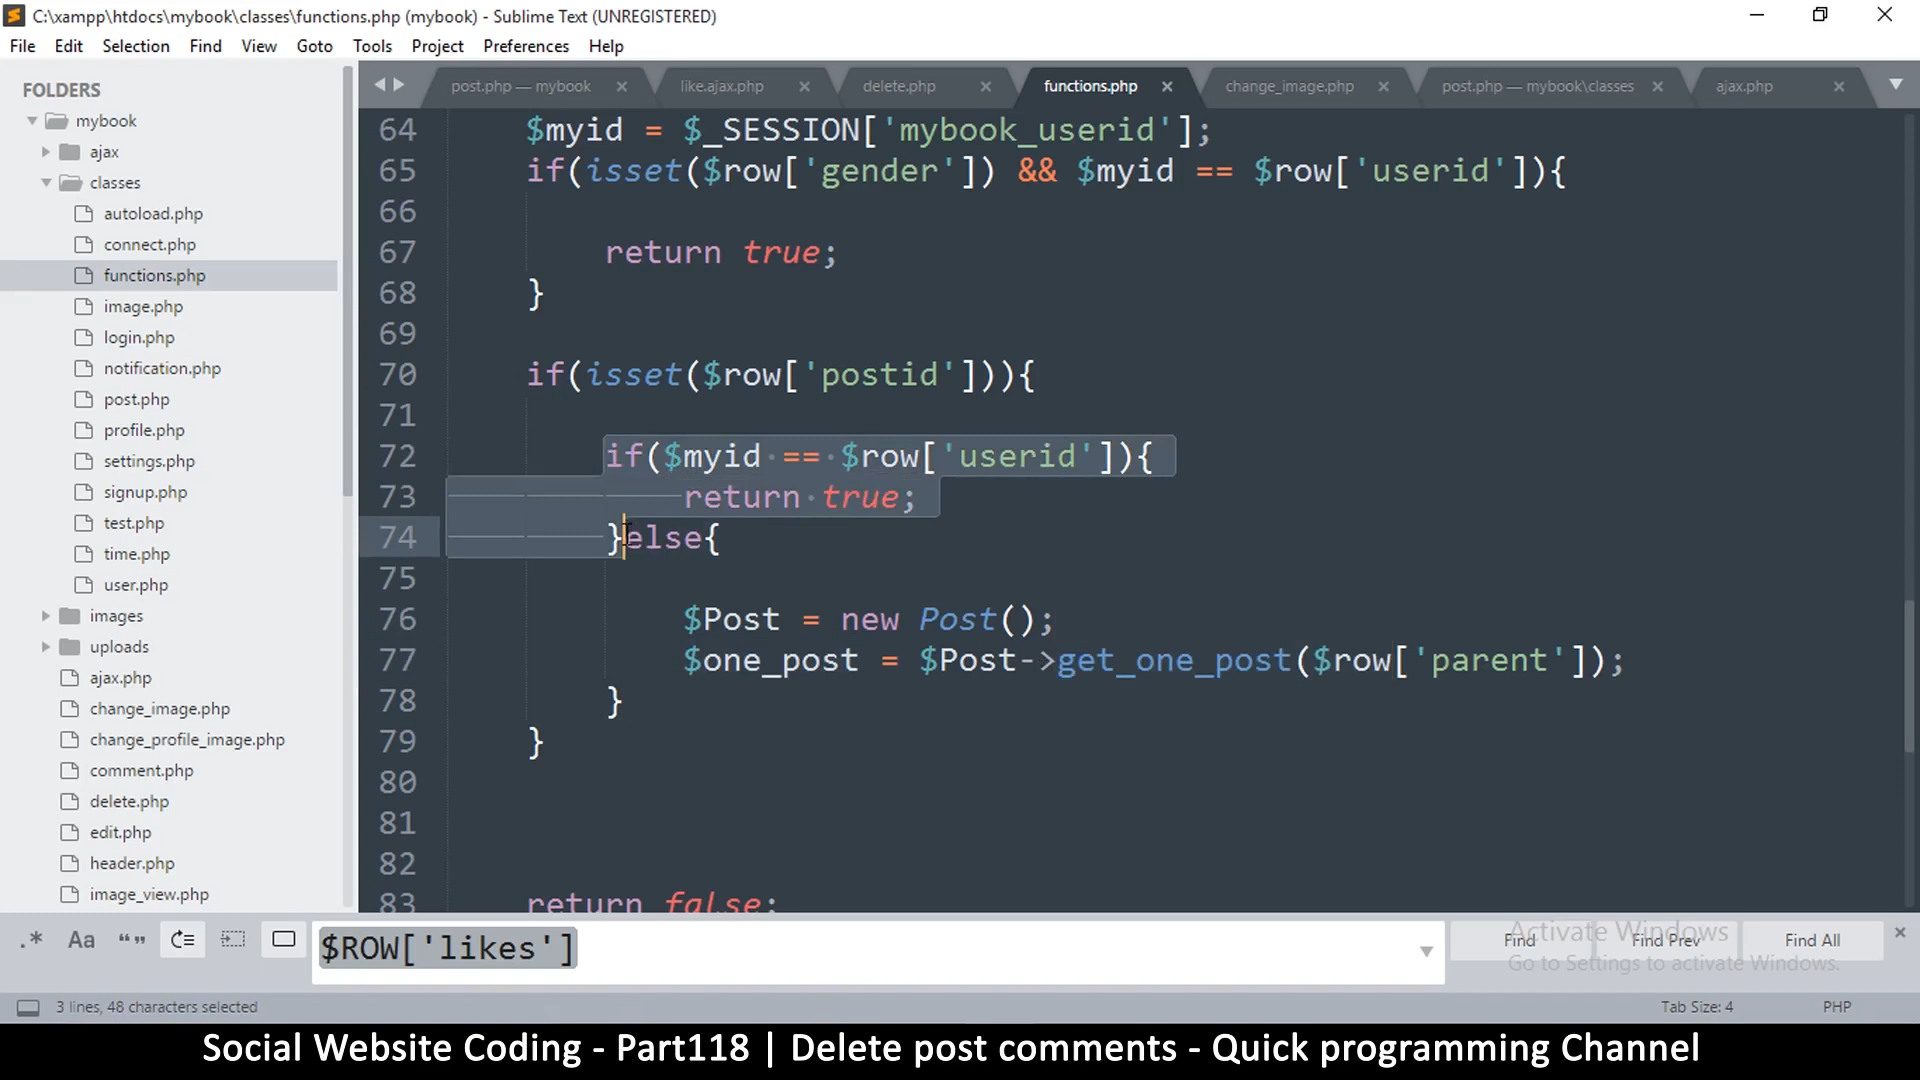 C:\xampp\htdocs\mybook\classes\functions.php (mybook) - Sublime Text (UNREGISTERED)
File Edit Selection Find View Goto Tools Project Preferences Help
FOLDERS
mybook
ajax
classes
autoload.php
connect.php
functions.php
image.php
login.php
notification.php
post.php
profile.php
settings.php
signup.php
test.php
time.php
user.php
images
uploads
ajax.php
change_image.php
change_profile_image.php
comment.php
delete.php
edit.php
header.php
image_view.php
post.php — mybook like.ajax.php delete.php functions.php change_image.php post.php — mybook\classes ajax.php
64 $myid = $_SESSION['mybook_userid'];
65 if(isset($row['gender']) && $myid == $row['userid']){
66
67 return true;
68 }
69
70 if(isset($row['postid'])){
71
72 if($myid == $row['userid']){
73 return true;
74 }else{
75
76 $Post = new Post();
77 $one_post = $Post->get_one_post($row['parent']);
78 }
79 }
80
81
82
83 return false;
.* Aa “” $ROW['likes'] Find Find Prev Find All
Activate Windows
Go to Settings to activate Windows.
3 lines, 48 characters selected Tab Size: 4 PHP
Social Website Coding - Part118 | Delete post comments - Quick programming Channel